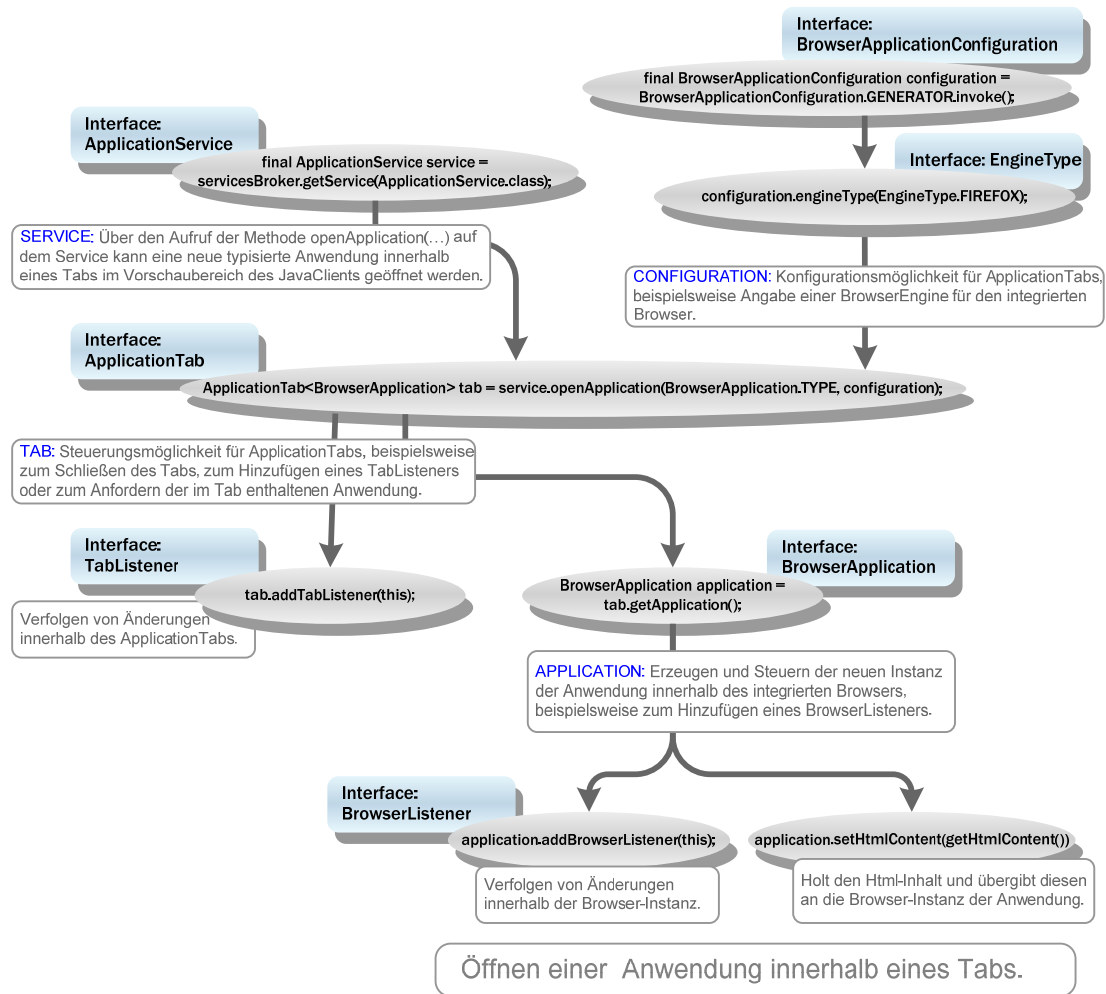 Interface:
BrowserApplicationConfiguration
final BrowserApplicationConfiguration configuration =
BrowserApplicationConfiguration.GENERATOR.invoke();
Interface:
ApplicationService
final ApplicationService service =
servicesBroker.getService(ApplicationService.class);
Interface: EngineType
configuration.engineType(EngineType.FIREFOX);
SERVICE: Über den Aufruf der Methode openApplication(…) auf
dem Service kann eine neue typisierte Anwendung innerhalb
eines Tabs im Vorschaubereich des JavaClients geöffnet werden.
CONFIGURATION: Konfigurationsmöglichkeit für ApplicationTabs,
beispielsweise Angabe einer BrowserEngine für den integrierten
Browser.
Interface:
ApplicationTab
ApplicationTab<BrowserApplication> tab = service.openApplication(BrowserApplication.TYPE, configuration);
TAB: Steuerungsmöglichkeit für ApplicationTabs, beispielsweise
zum Schließen des Tabs, zum Hinzufügen eines TabListeners
oder zum Anfordern der im Tab enthaltenen Anwendung.
Interface:
TabListener
tab.addTabListener(this);
Verfolgen von Änderungen
innerhalb des ApplicationTabs.
Interface:
BrowserApplication
BrowserApplication application =
tab.getApplication();
APPLICATION: Erzeugen und Steuern der neuen Instanz
der Anwendung innerhalb des integrierten Browsers,
beispielsweise zum Hinzufügen eines BrowserListeners.
Interface:
BrowserListener
application.addBrowserListener(this);
Verfolgen von Änderungen
innerhalb der Browser-Instanz.
application.setHtmlContent(getHtmlContent())
Holt den Html-Inhalt und übergibt diesen
an die Browser-Instanz der Anwendung.
Öffnen einer Anwendung innerhalb eines Tabs.